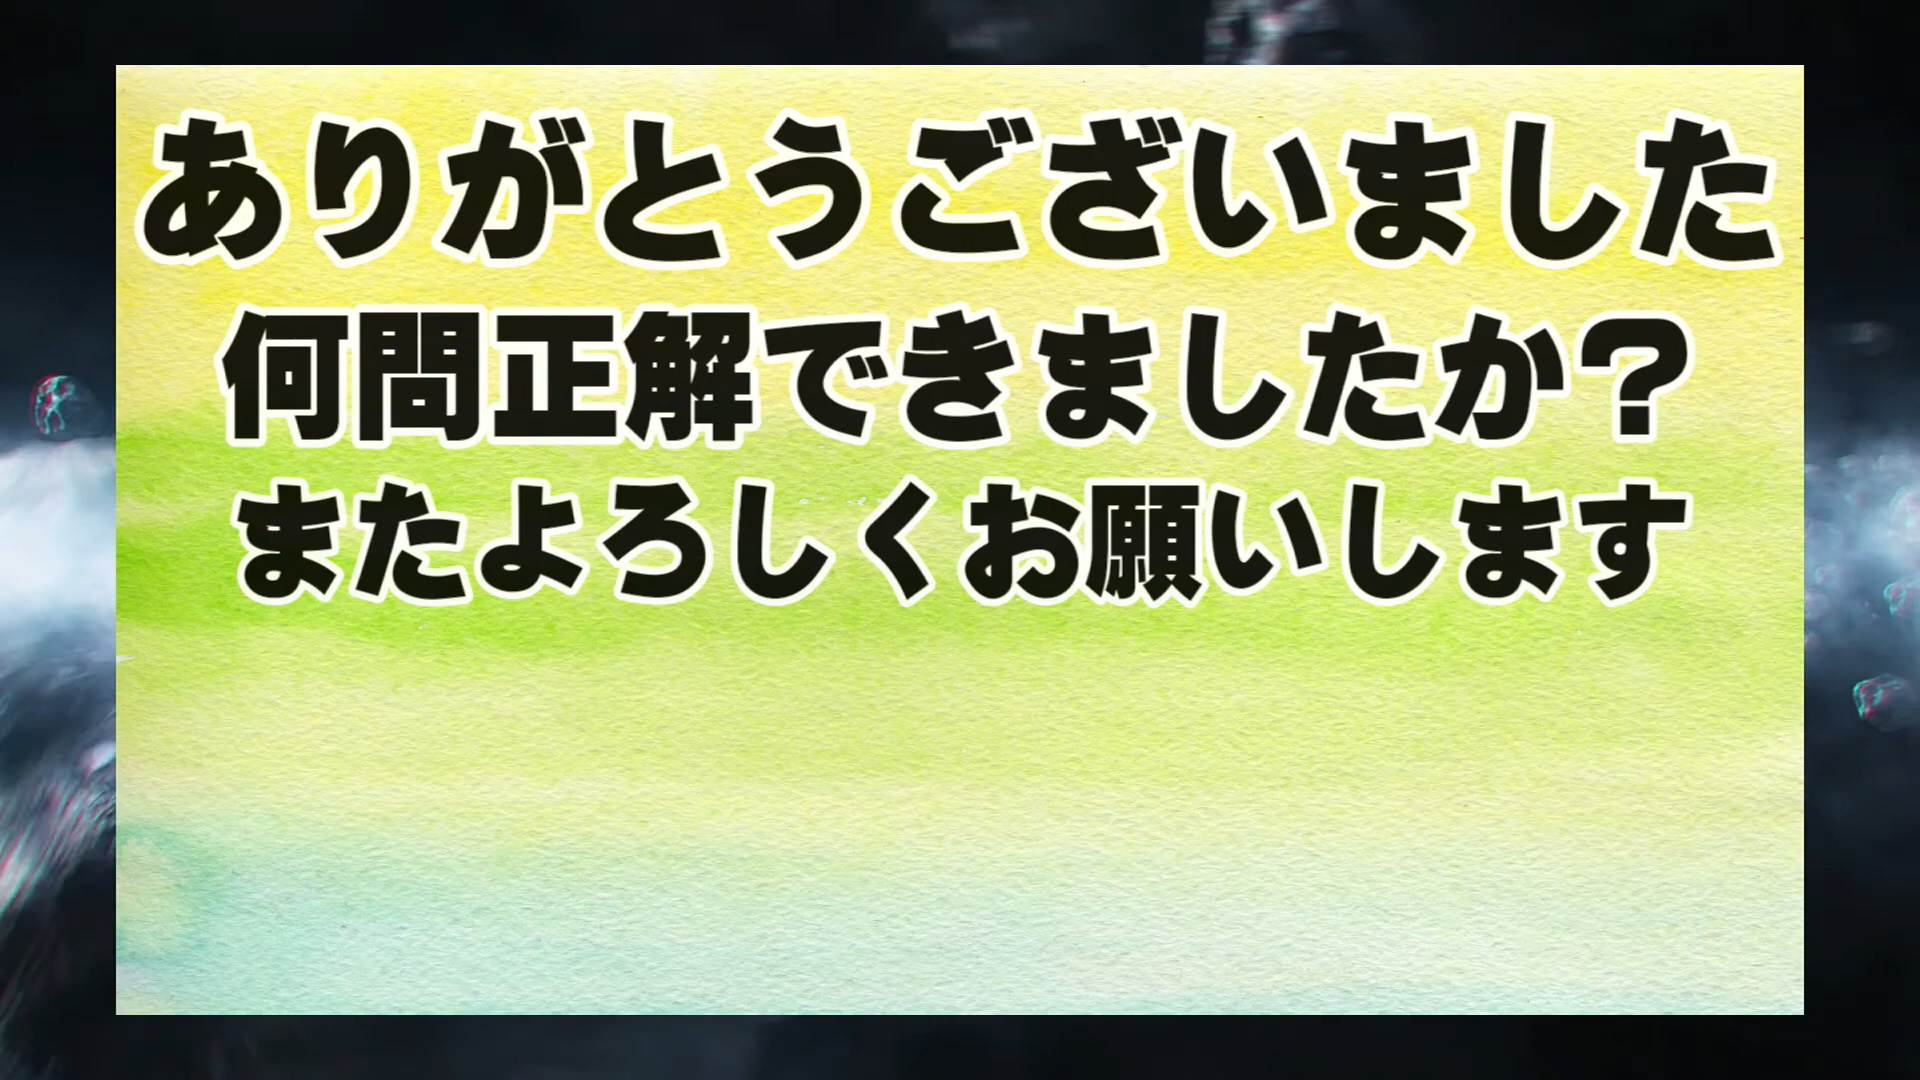 ありがとうございました
何問正解できましたか？
またよろしくお願いします